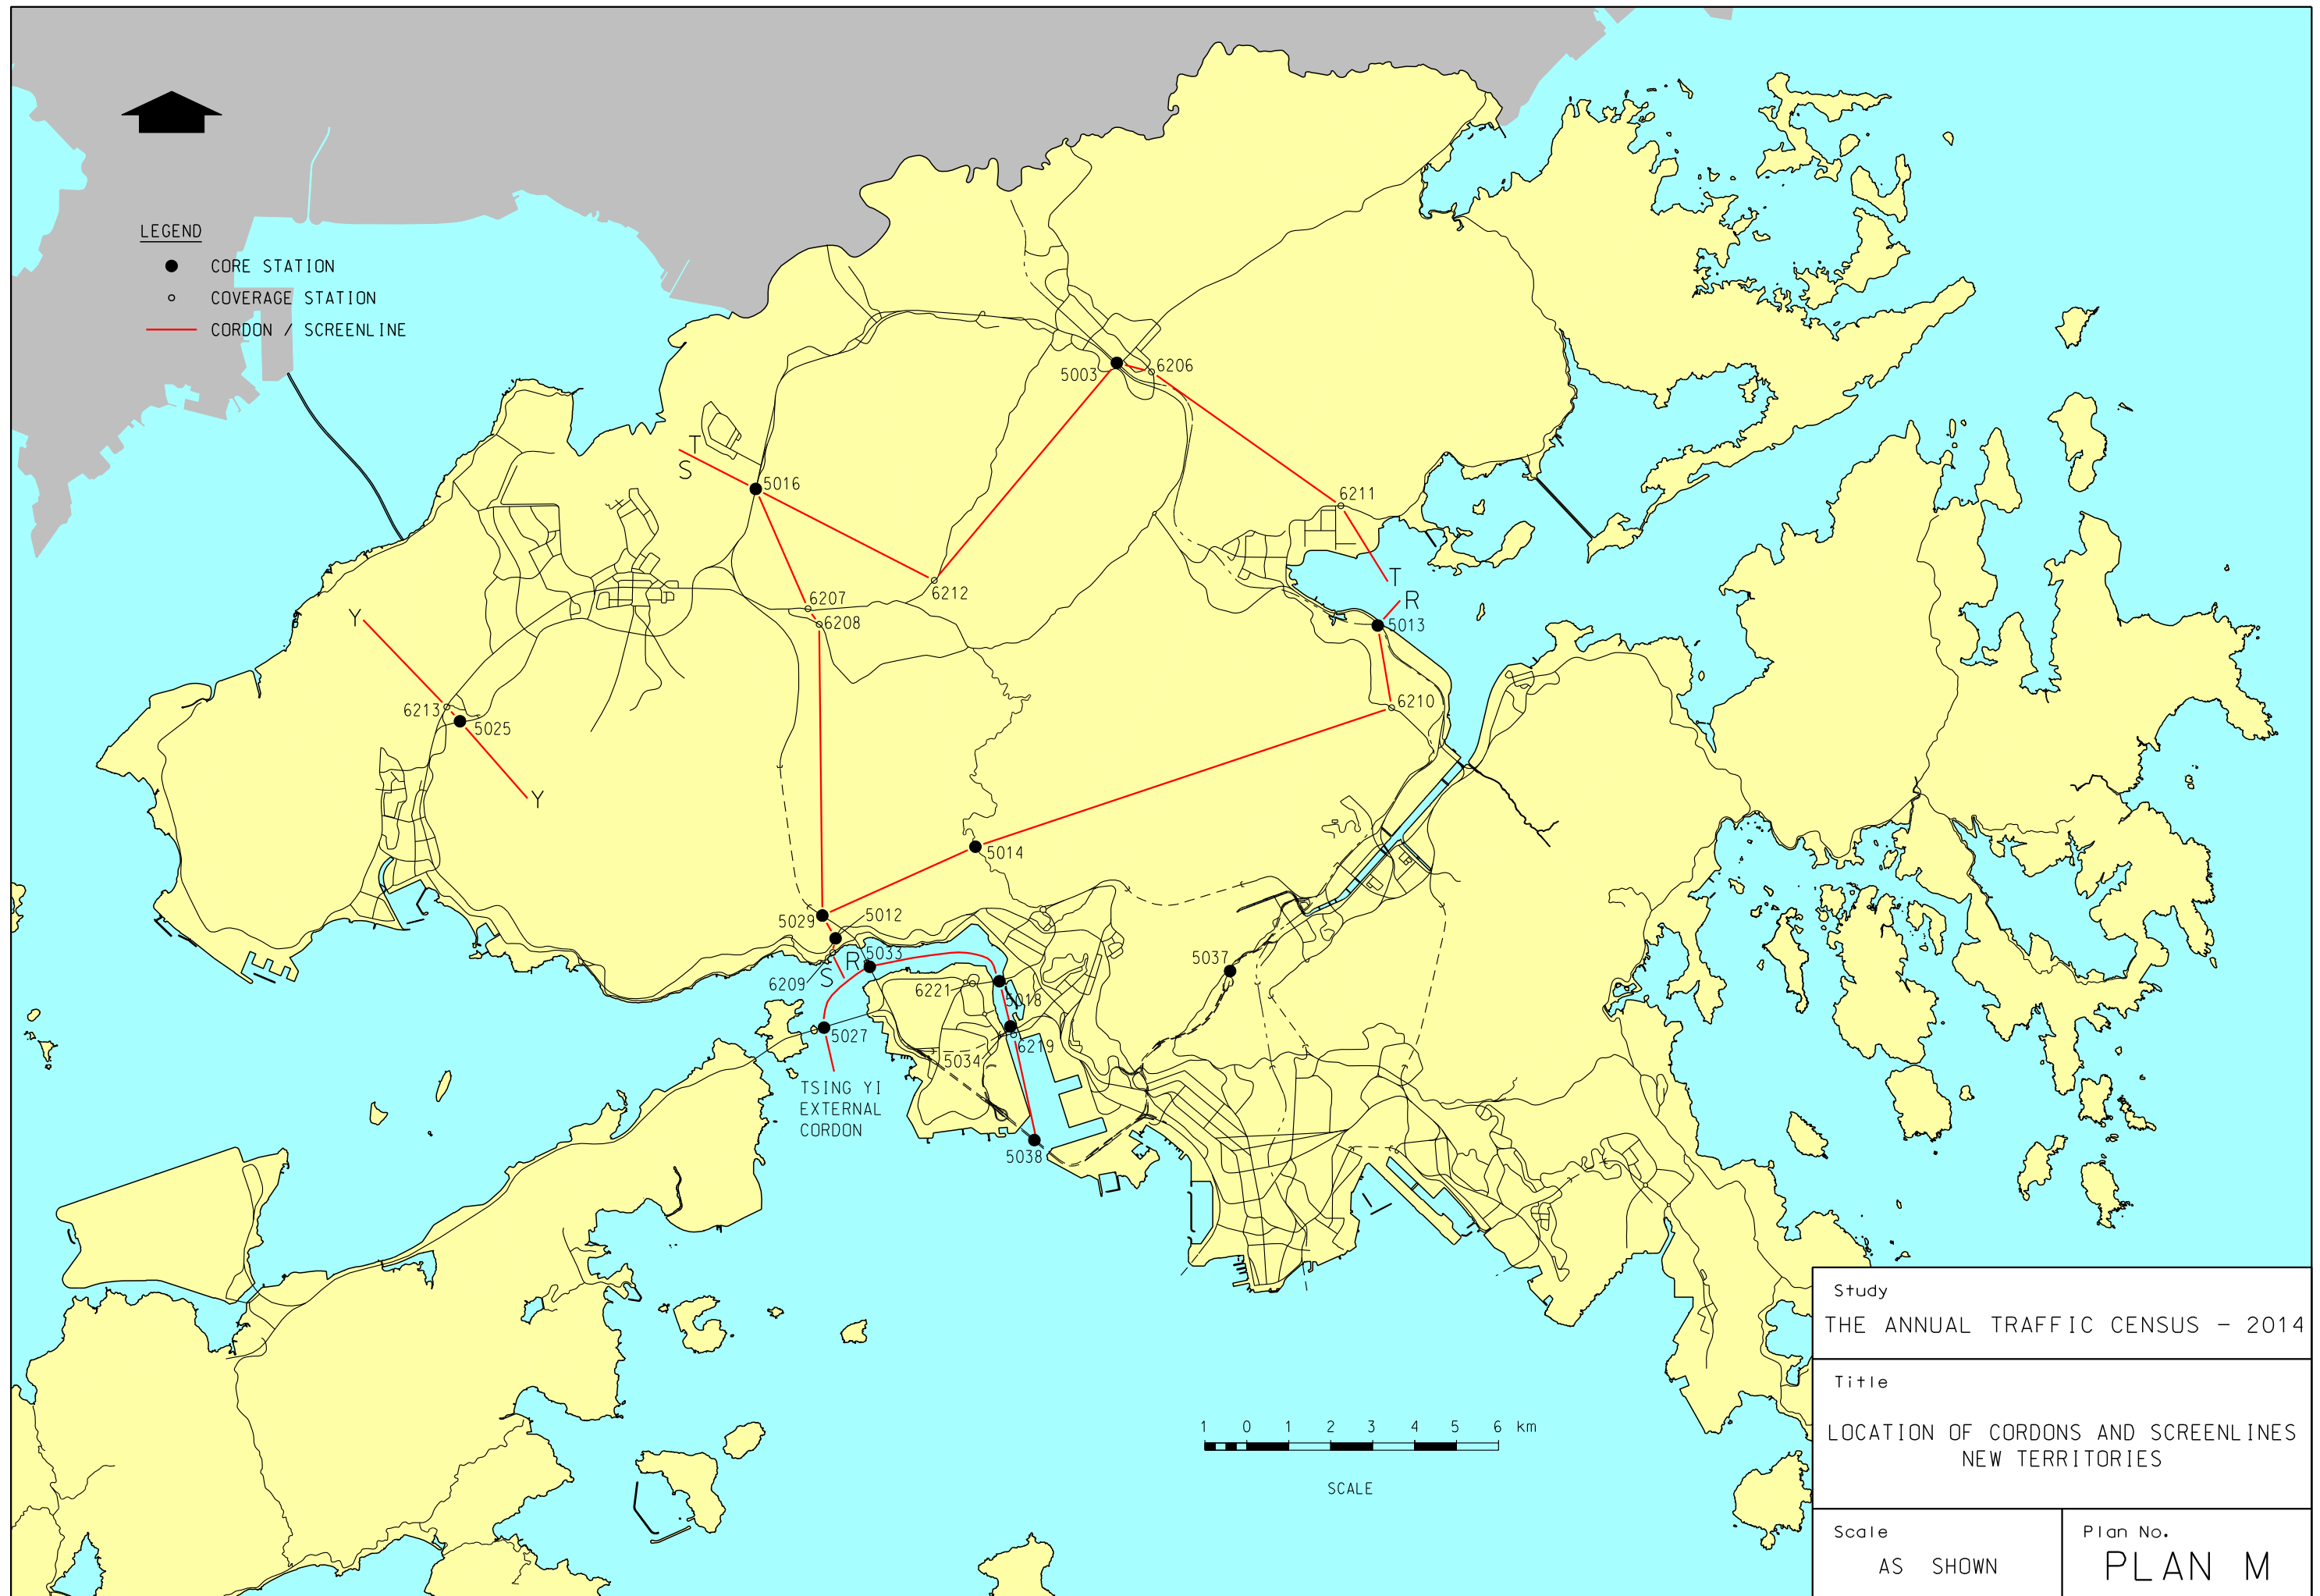 LEGEND
CORE STATION
COVERAGE STATION
CORDON / SCREENLINE
5003
6206
T
S
5016
6211
6212
T
R
6207
6208
5013
Y
6213
5025
6210
Y
5014
5029
5012
R
5033
S
6209
5037
6221
5018
5027
5034
6219
TSING YI
EXTERNAL
CORDON
5038
1 0 1 2 3 4 5 6 km
SCALE
Study
THE ANNUAL TRAFFIC CENSUS - 2014
Title
LOCATION OF CORDONS AND SCREENLINES
NEW TERRITORIES
Scale
AS SHOWN
Plan No.
PLAN M